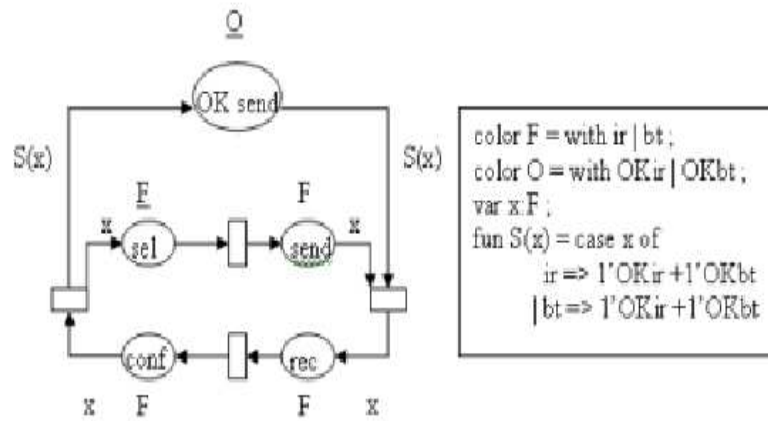 O
OK send
S(x)
S(x)
F
F
x
x
sel
send
conf
rec
x
F
F
x
color F = with ir | bt ;
color O = with OKir | OKbt ;
var x:F ;
fun S(x) = case x of
ir => 1'OKir +1'OKbt
| bt => 1'OKir +1'OKbt